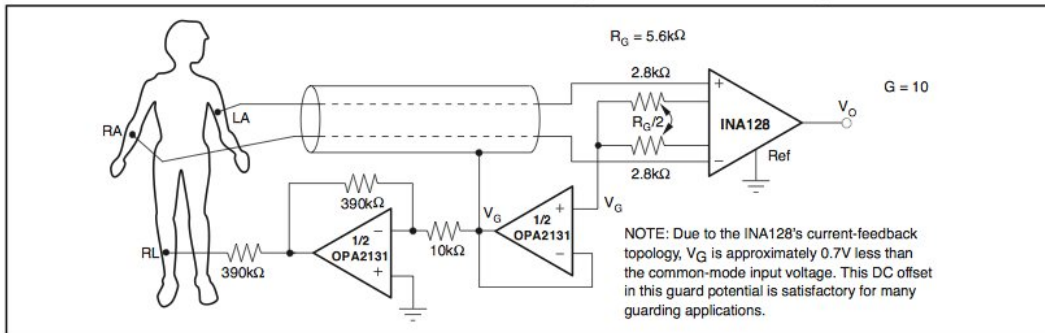 R_G = 5.6kΩ
2.8kΩ
G = 10
LA
RA
+
INA128
V_O
R_G/2
–
Ref
2.8kΩ
390kΩ
V_G
+
V_G
1/2
OPA2131
–
–
1/2
OPA2131
+
10kΩ
RL
390kΩ
NOTE: Due to the INA128's current-feedback
topology, V_G is approximately 0.7V less than
the common-mode input voltage. This DC offset
in this guard potential is satisfactory for many
guarding applications.